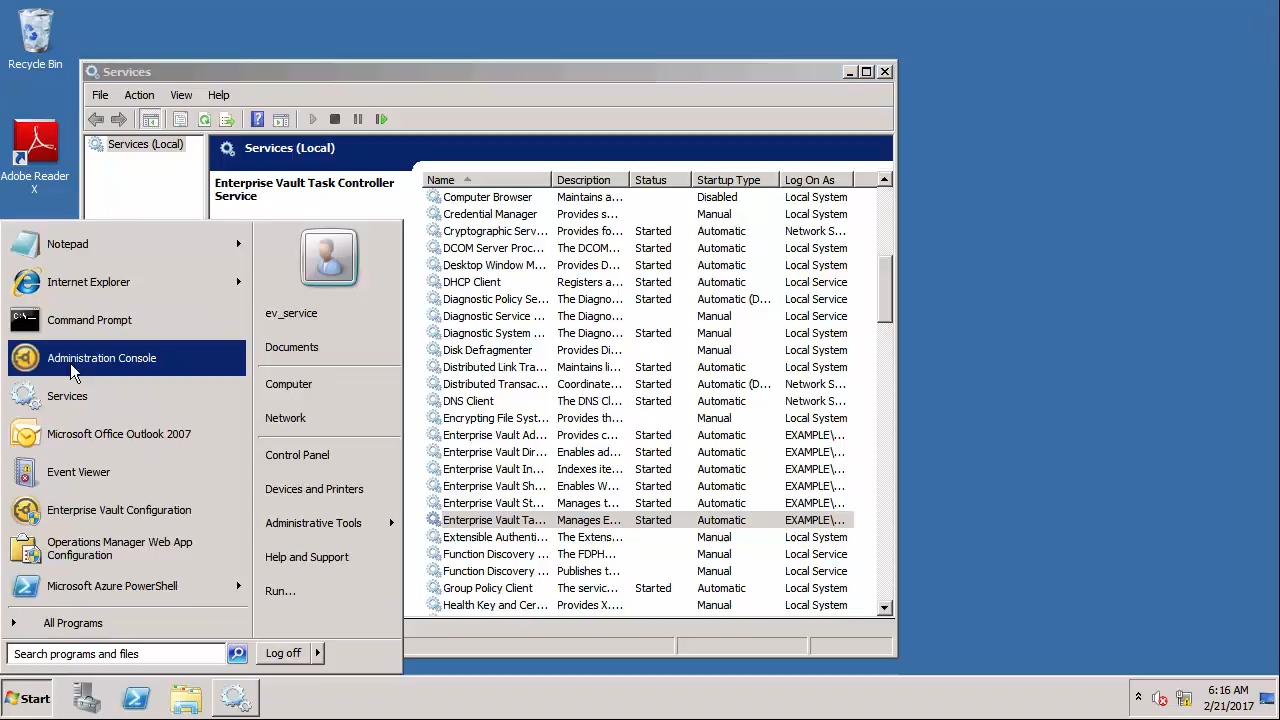 Recycle Bin
Adobe Reader
X
Services
File Action View Help
Services (Local)
Services (Local)
Enterprise Vault Task Controller
Service
Name Description Status Startup Type Log On As
Computer Browser Maintains a... Disabled Local System
Credential Manager Provides s... Manual Local System
Cryptographic Serv... Provides fo... Started Automatic Network S...
DCOM Server Proc... The DCOM... Started Automatic Local System
Desktop Window M... Provides D... Started Automatic Local System
DHCP Client Registers a... Started Automatic Local Service
Diagnostic Policy Se... The Diagno... Started Automatic (D... Local Service
Diagnostic Service ... The Diagno... Manual Local Service
Diagnostic System ... The Diagno... Started Manual Local System
Disk Defragmenter Provides Di... Manual Local System
Distributed Link Tra... Maintains li... Started Automatic Local System
Distributed Transac... Coordinate... Started Automatic (D... Network S...
DNS Client The DNS Cl... Started Automatic Network S...
Encrypting File Syst... Provides th... Manual Local System
Enterprise Vault Ad... Provides c... Started Automatic EXAMPLE\...
Enterprise Vault Dir... Enables ad... Started Automatic EXAMPLE\...
Enterprise Vault In... Indexes ite... Started Automatic EXAMPLE\...
Enterprise Vault Sh... Enables W... Started Automatic EXAMPLE\...
Enterprise Vault St... Manages t... Started Automatic EXAMPLE\...
Enterprise Vault Ta... Manages E... Started Automatic EXAMPLE\...
Extensible Authenti... The Extens... Manual Local System
Function Discovery ... The FDPH... Manual Local Service
Function Discovery ... Publishes t... Manual Local Service
Group Policy Client The servic... Started Automatic Local System
Health Key and Cer... Provides X.... Manual Local System
Notepad
Internet Explorer
Command Prompt
Administration Console
Services
Microsoft Office Outlook 2007
Event Viewer
Enterprise Vault Configuration
Operations Manager Web App
Configuration
Microsoft Azure PowerShell
All Programs
Search programs and files
ev_service
Documents
Computer
Network
Control Panel
Devices and Printers
Administrative Tools
Help and Support
Run...
Log off
Start
6:16 AM
2/21/2017